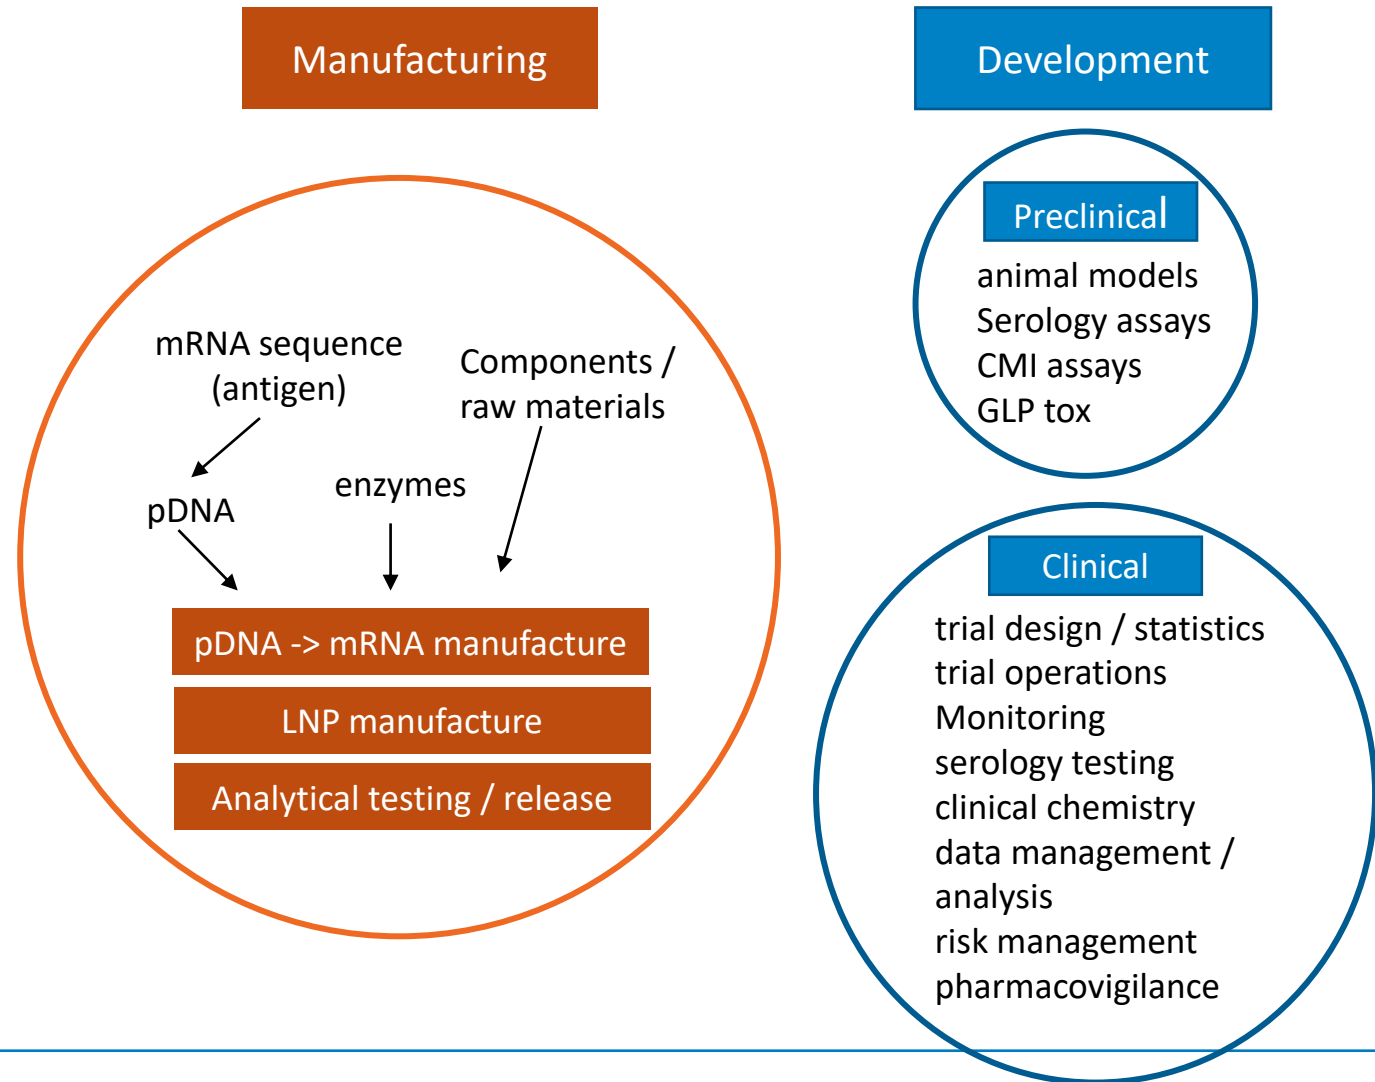 Manufacturing
mRNA sequence
(antigen)
Components /
raw materials
enzymes
pDNA
pDNA -> mRNA manufacture
LNP manufacture
Analytical testing / release
Development
Preclinical
animal models
Serology assays
CMI assays
GLP tox
Clinical
trial design / statistics
trial operations
Monitoring
serology testing
clinical chemistry
data management /
analysis
risk management
pharmacovigilance